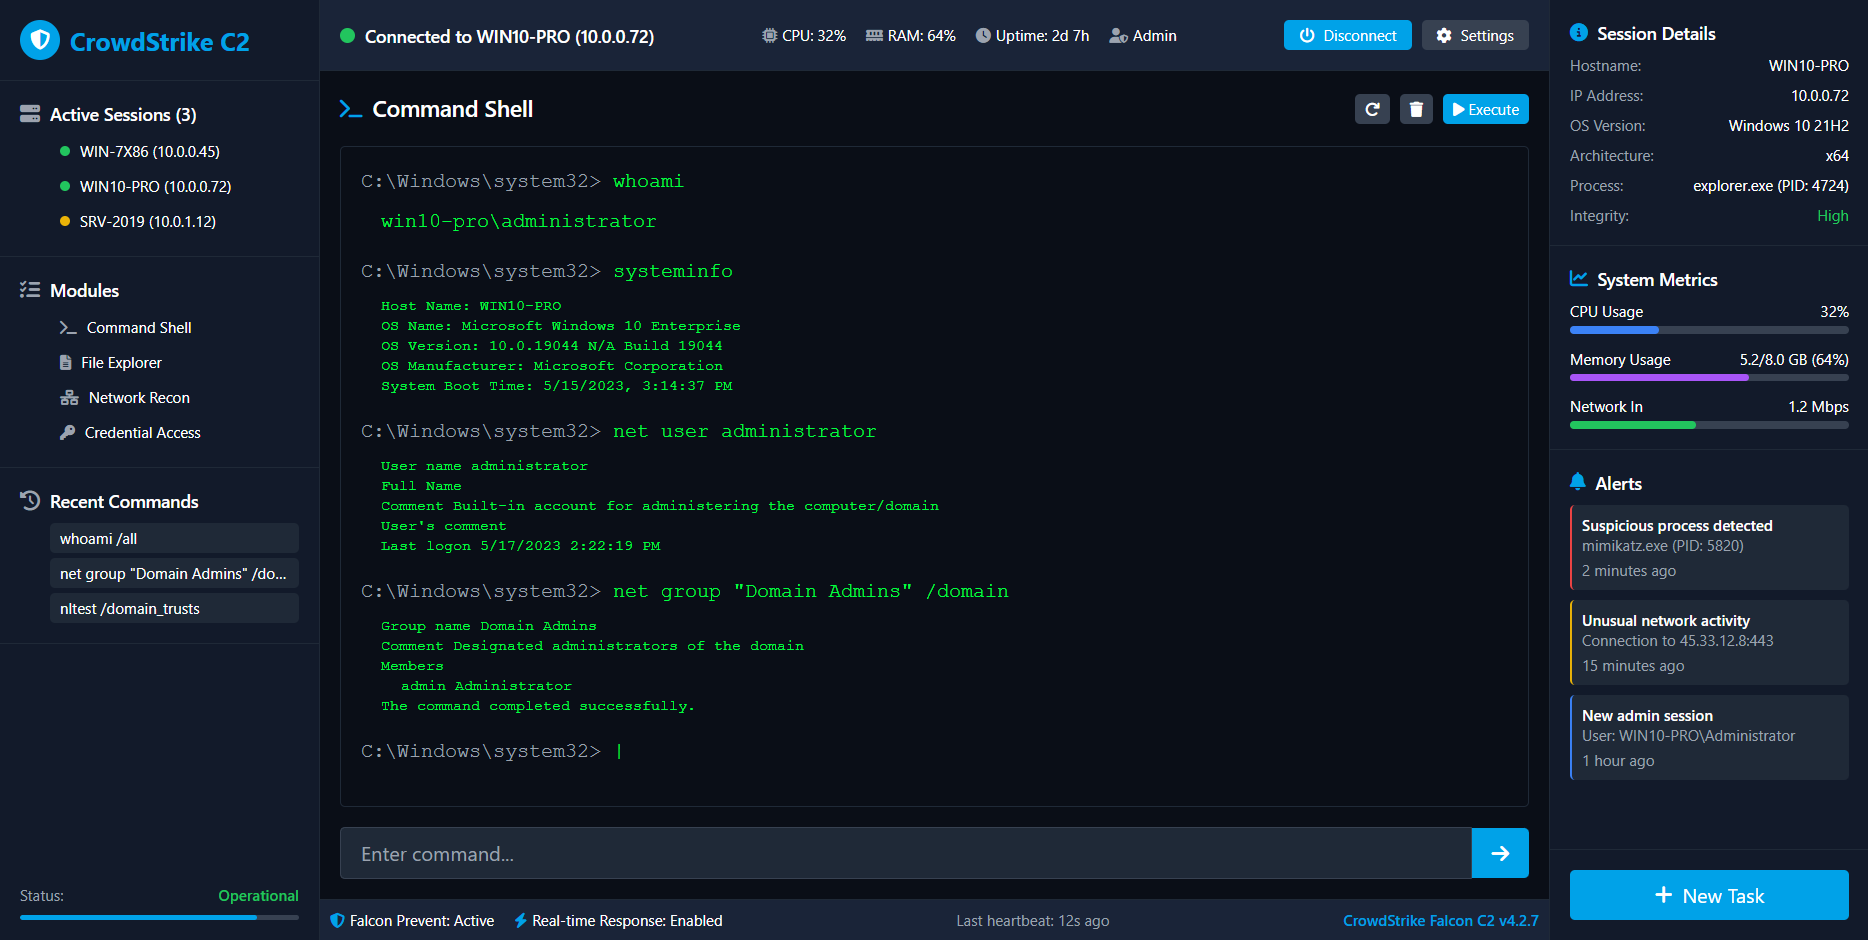 CrowdStrike C2
Active Sessions (3)
WIN-7X86 (10.0.0.45)
WIN10-PRO (10.0.0.72)
SRV-2019 (10.0.1.12)
Modules
Command Shell
File Explorer
Network Recon
Credential Access
Recent Commands
whoami /all
net group "Domain Admins" /do...
nltest /domain_trusts
Status: Operational
Connected to WIN10-PRO (10.0.0.72) CPU: 32% RAM: 64% Uptime: 2d 7h Admin Disconnect Settings
Command Shell Execute
C:\Windows\system32> whoami
win10-pro\administrator
C:\Windows\system32> systeminfo
Host Name: WIN10-PRO
OS Name: Microsoft Windows 10 Enterprise
OS Version: 10.0.19044 N/A Build 19044
OS Manufacturer: Microsoft Corporation
System Boot Time: 5/15/2023, 3:14:37 PM
C:\Windows\system32> net user administrator
User name administrator
Full Name
Comment Built-in account for administering the computer/domain
User's comment
Last logon 5/17/2023 2:22:19 PM
C:\Windows\system32> net group "Domain Admins" /domain
Group name Domain Admins
Comment Designated administrators of the domain
Members
admin Administrator
The command completed successfully.
C:\Windows\system32> |
Enter command...
Falcon Prevent: Active Real-time Response: Enabled Last heartbeat: 12s ago CrowdStrike Falcon C2 v4.2.7
Session Details
Hostname: WIN10-PRO
IP Address: 10.0.0.72
OS Version: Windows 10 21H2
Architecture: x64
Process: explorer.exe (PID: 4724)
Integrity: High
System Metrics
CPU Usage 32%
Memory Usage 5.2/8.0 GB (64%)
Network In 1.2 Mbps
Alerts
Suspicious process detected
mimikatz.exe (PID: 5820)
2 minutes ago
Unusual network activity
Connection to 45.33.12.8:443
15 minutes ago
New admin session
User: WIN10-PRO\Administrator
1 hour ago
New Task